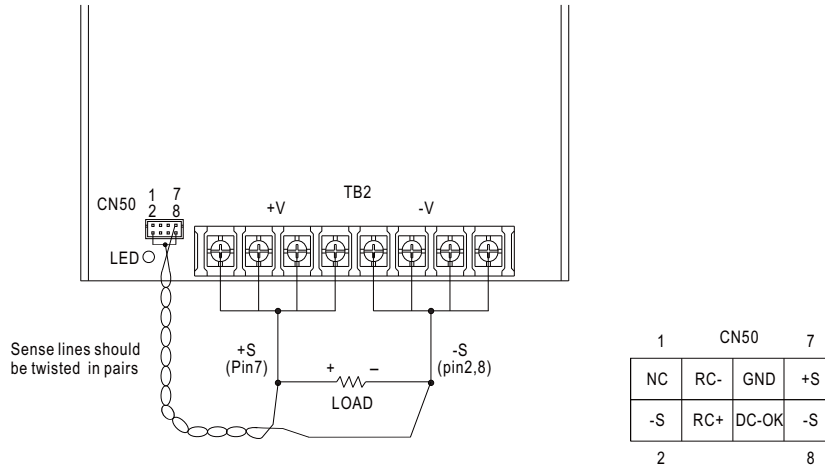 TB2
CN50
1 7
2 8
+V
-V
LED
Sense lines should
be twisted in pairs
+S
(Pin7)
+ –
LOAD
-S
(pin2,8)
1 CN50 7
NC RC- GND +S
-S RC+ DC-OK -S
2 8